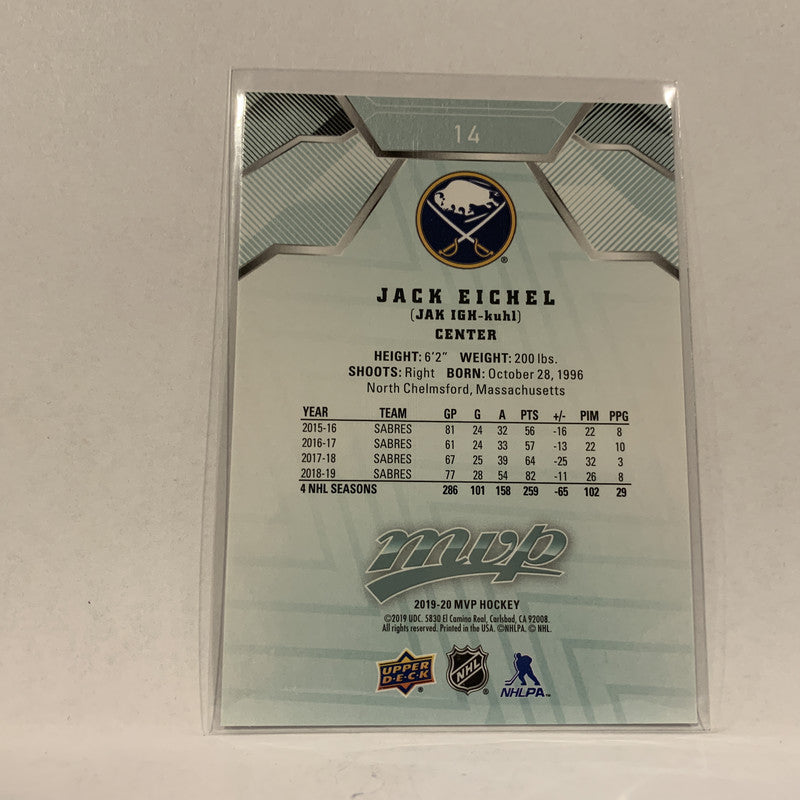 14
®
JACK EICHEL
(JAK IGH-kuhl)
CENTER
HEIGHT: 6'2" WEIGHT: 200 lbs.
SHOOTS: Right BORN: October 28, 1996
North Chelmsford, Massachusetts
YEAR TEAM GP G A PTS +/- PIM PPG
2015-16 SABRES 81 24 32 56 -16 22 8
2016-17 SABRES 61 24 33 57 -13 22 10
2017-18 SABRES 67 25 39 64 -25 32 3
2018-19 SABRES 77 28 54 82 -11 26 8
4 NHL SEASONS 286 101 158 259 -65 102 29
mvp
2019-20 MVP HOCKEY
©2019 UDC. 5830 El Camino Real, Carlsbad, CA 92008.
All rights reserved. Printed in the USA. ©NHLPA. © NHL.
UPPER DECK ® NHL ® NHLPA™